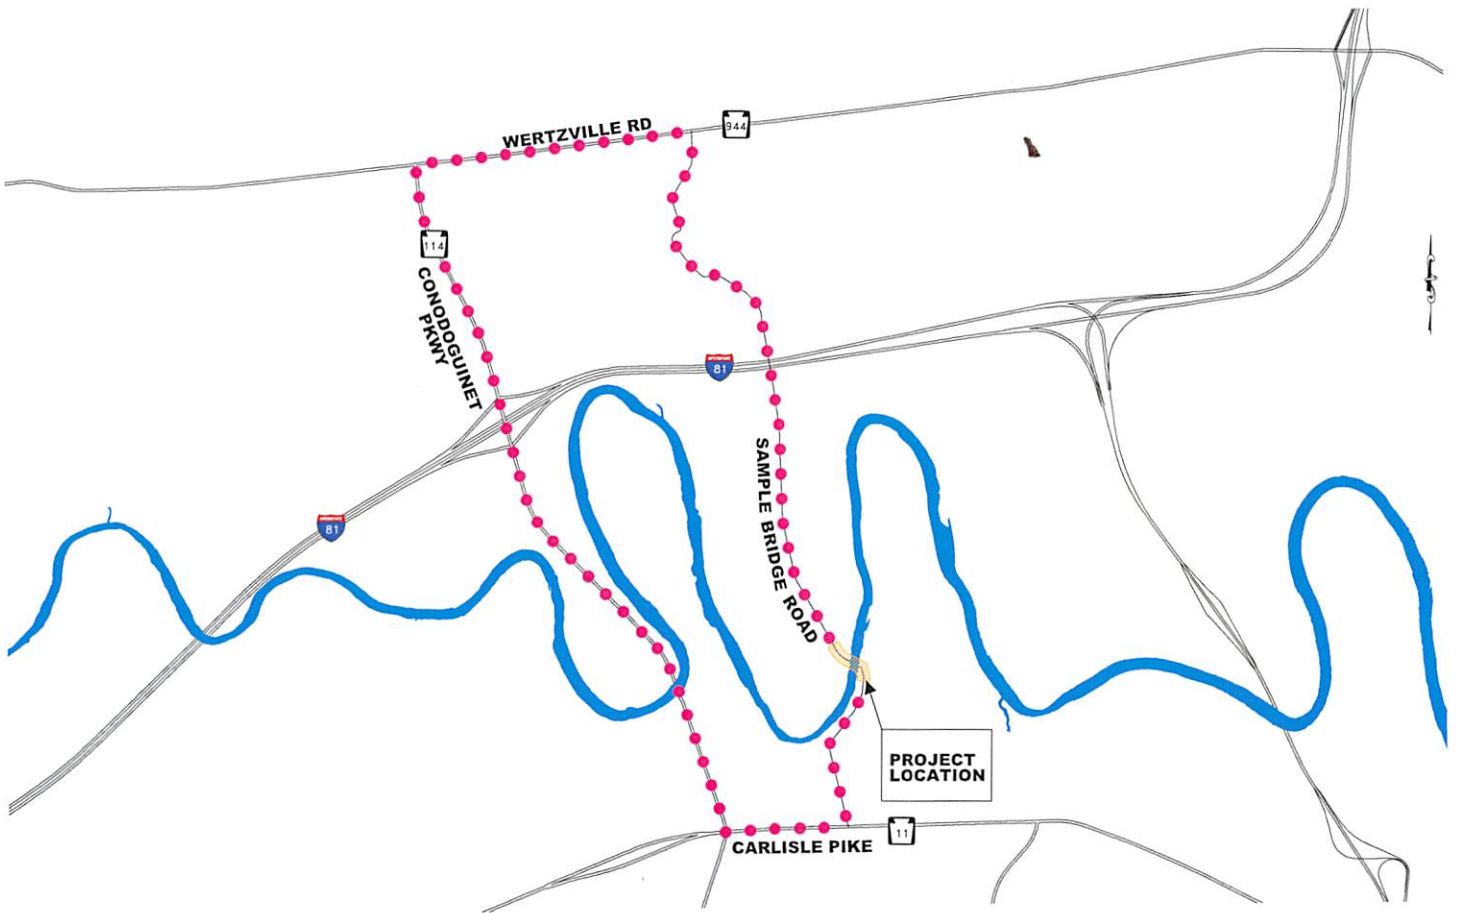 WERTZVILLE RD
944
114
CONODOGUINET
PKWY
81
SAMPLE BRIDGE ROAD
81
PROJECT
LOCATION
11
CARLISLE PIKE